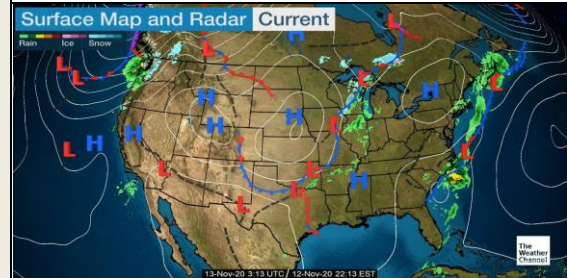 Surface Map and Radar Current
Rain Ice Snow
L
H
L
L
L
L
H
L
H
L
H
H
H
L
L
L
H
H
L
L
H
L
L
13-Nov-20 3:13 UTC / 12-Nov-20 22:13 EST
The
Weather
Channel